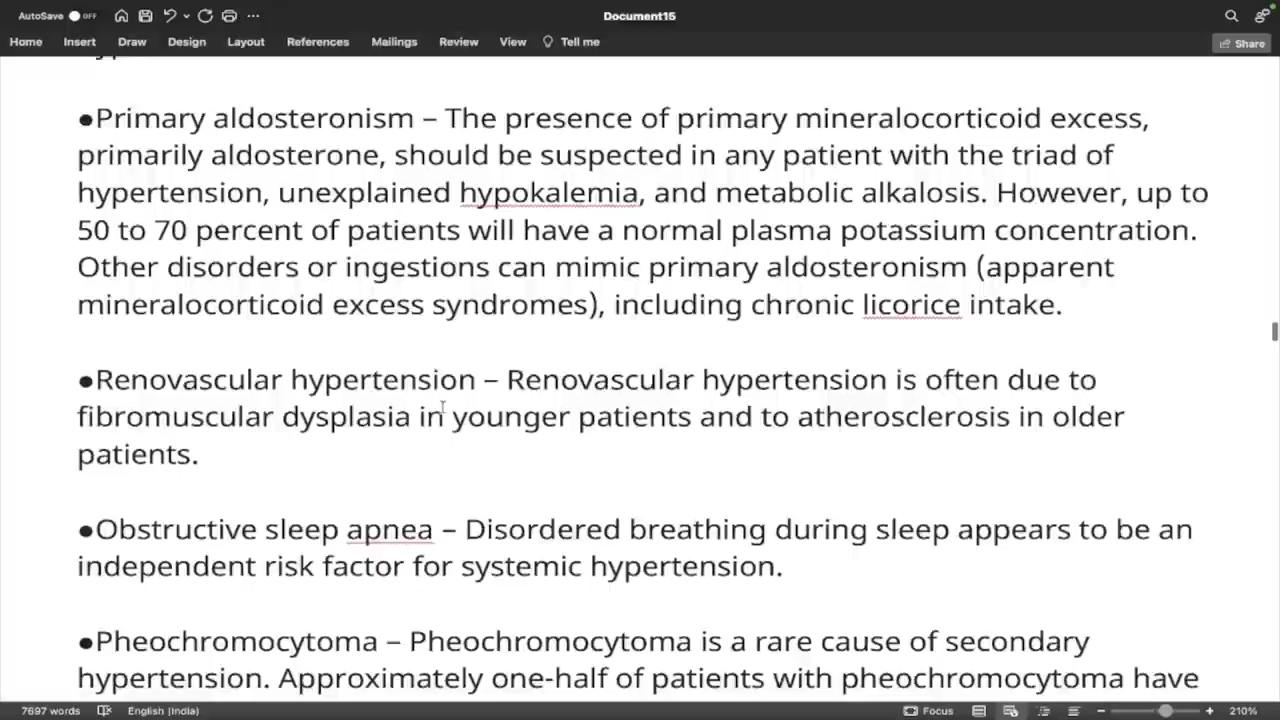 AutoSave OFF
Document15
Home Insert Draw Design Layout References Mailings Review View Tell me
Share
●Primary aldosteronism – The presence of primary mineralocorticoid excess,
primarily aldosterone, should be suspected in any patient with the triad of
hypertension, unexplained hypokalemia, and metabolic alkalosis. However, up to
50 to 70 percent of patients will have a normal plasma potassium concentration.
Other disorders or ingestions can mimic primary aldosteronism (apparent
mineralocorticoid excess syndromes), including chronic licorice intake.
●Renovascular hypertension – Renovascular hypertension is often due to
fibromuscular dysplasia in younger patients and to atherosclerosis in older
patients.
●Obstructive sleep apnea – Disordered breathing during sleep appears to be an
independent risk factor for systemic hypertension.
●Pheochromocytoma – Pheochromocytoma is a rare cause of secondary
hypertension. Approximately one-half of patients with pheochromocytoma have
7697 words English (India) Focus 210%